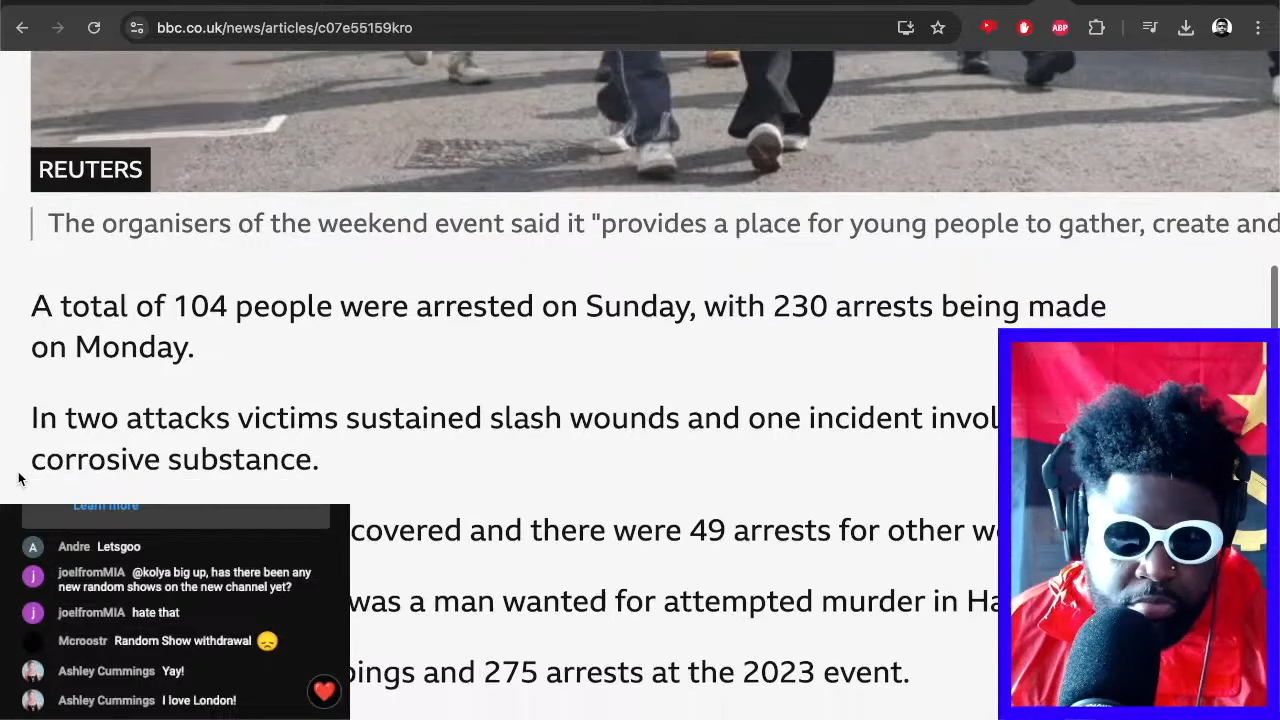 bbc.co.uk/news/articles/c07e55159kro
ABP
REUTERS
The organisers of the weekend event said it "provides a place for young people to gather, create and
A total of 104 people were arrested on Sunday, with 230 arrests being made
on Monday.
In two attacks victims sustained slash wounds and one incident invol
corrosive substance.
covered and there were 49 arrests for other we
was a man wanted for attempted murder in Ha
pings and 275 arrests at the 2023 event.
Learn more
A Andre Letsgoo
j joelfromMIA @kolya big up, has there been any
new random shows on the new channel yet?
j joelfromMIA hate that
Mcroostr Random Show withdrawal 😞
Ashley Cummings Yay!
Ashley Cummings I love London!